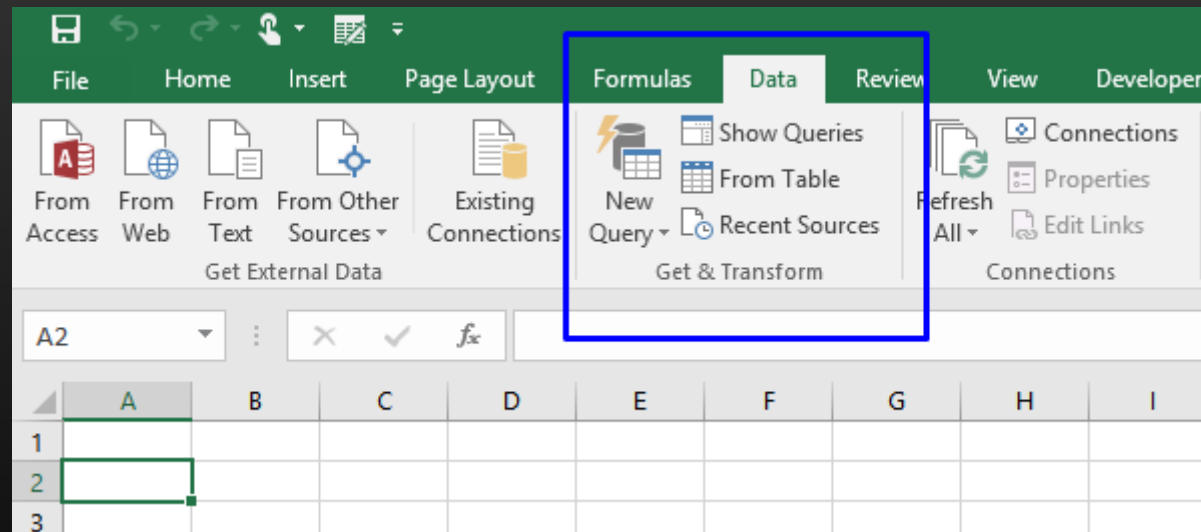 File Home Insert Page Layout Formulas Data Review View Developer
From Access
From Web
From Text
From Other Sources
Existing Connections
Get External Data
New Query
Show Queries
From Table
Recent Sources
Get & Transform
Refresh All
Connections
Properties
Edit Links
Connections
A2 fx
A B C D E F G H I
1
2
3